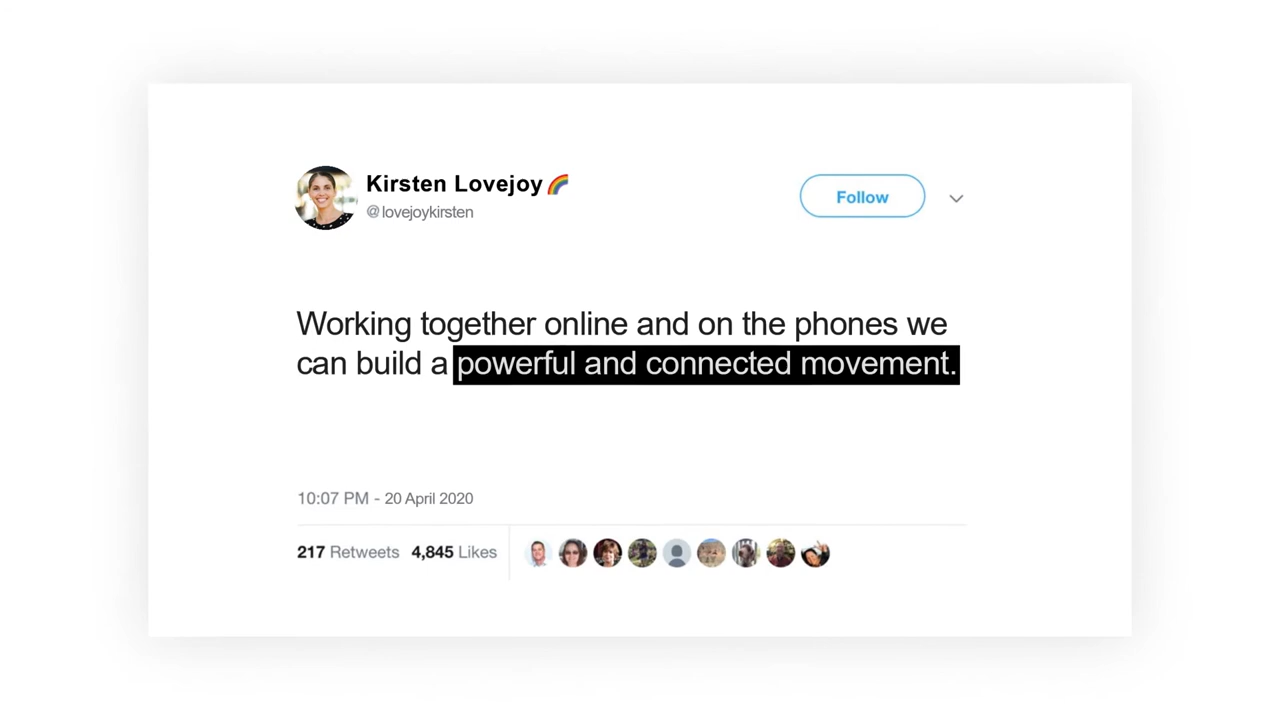 Kirsten Lovejoy🌈
@lovejoykirsten
Follow
Working together online and on the phones we
can build a powerful and connected movement.
10:07 PM - 20 April 2020
217 Retweets 4,845 Likes